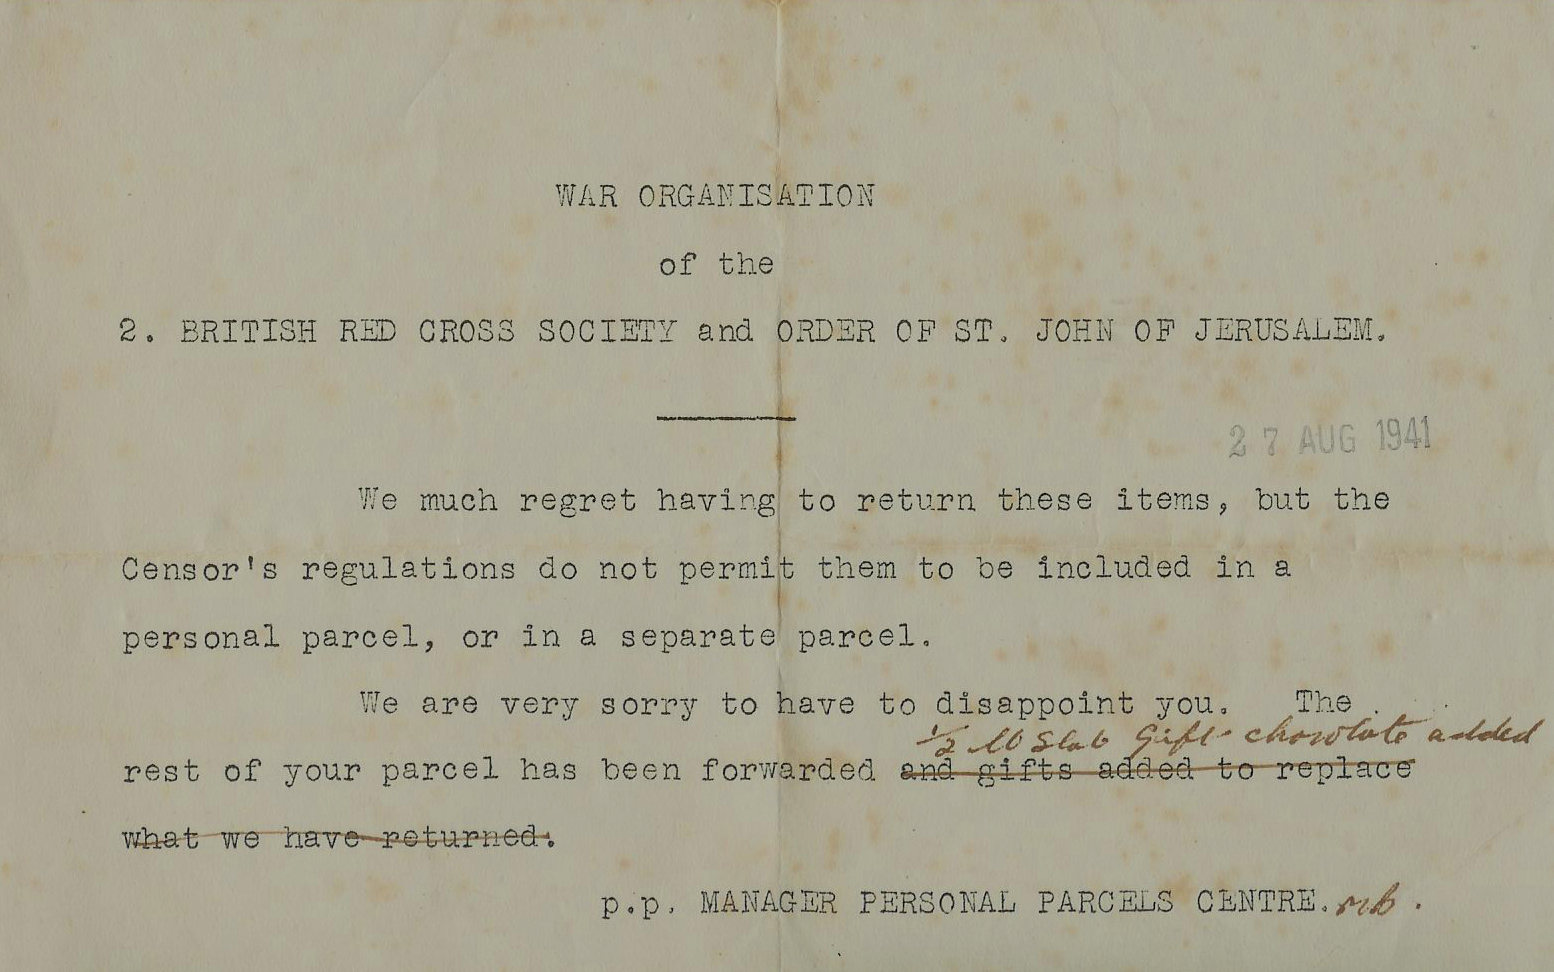 WAR ORGANISATION
of the
2. BRITISH RED CROSS SOCIETY and ORDER OF ST. JOHN OF JERUSALEM.
27 AUG 1941
We much regret having to return these items, but the
Censor's regulations do not permit them to be included in a
personal parcel, or in a separate parcel.
We are very sorry to have to disappoint you. The
1/2 lb Slab Gift chocolate added
rest of your parcel has been forwarded and gifts added to replace
what we have returned.
p.p. MANAGER PERSONAL PARCELS CENTRE.